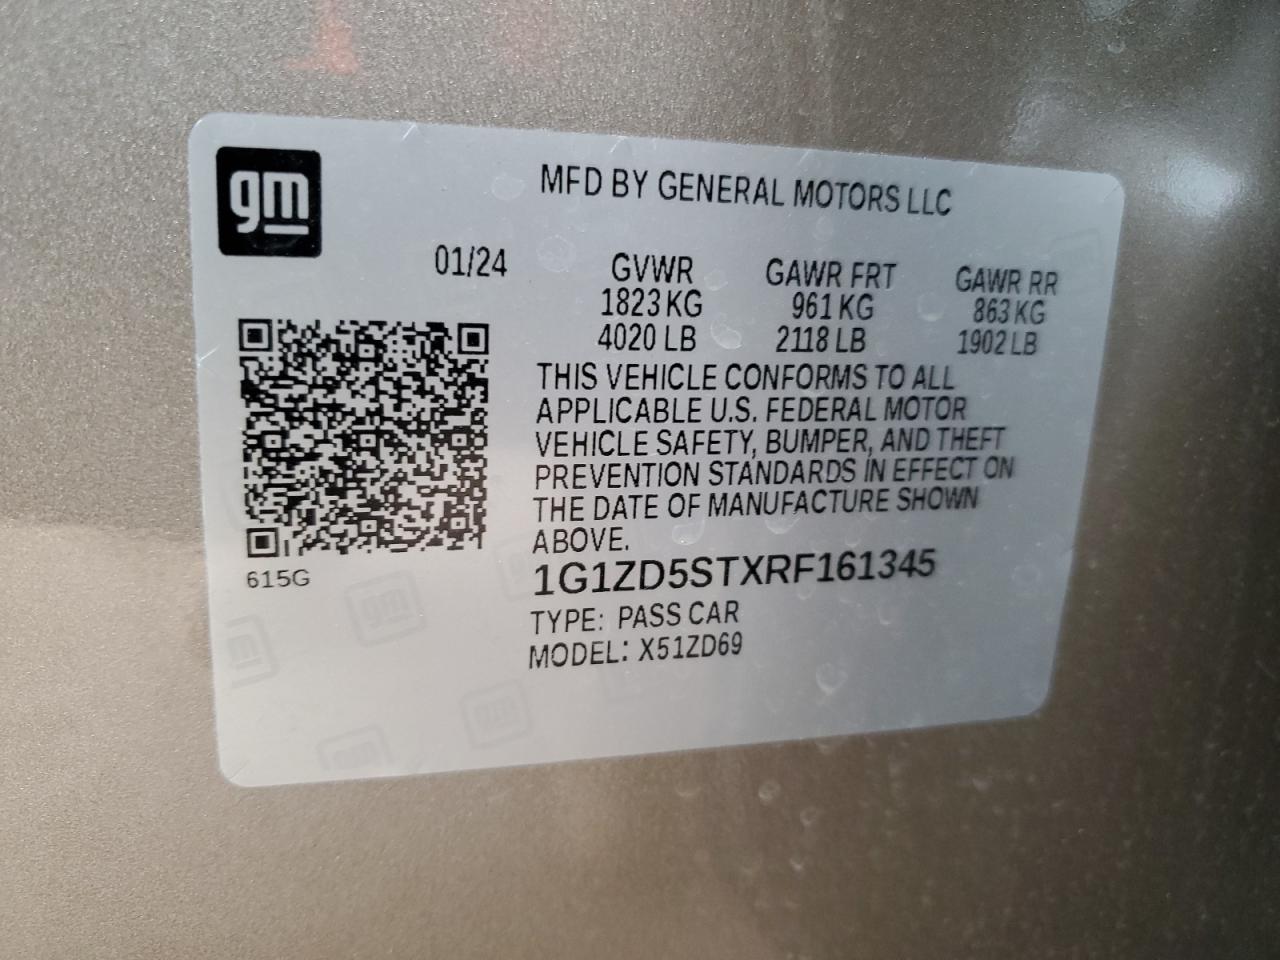 gm
MFD BY GENERAL MOTORS LLC
01/24
GVWR GAWR FRT GAWR RR
1823 KG 961 KG 863 KG
4020 LB 2118 LB 1902 LB
THIS VEHICLE CONFORMS TO ALL
APPLICABLE U.S. FEDERAL MOTOR
VEHICLE SAFETY, BUMPER, AND THEFT
PREVENTION STANDARDS IN EFFECT ON
THE DATE OF MANUFACTURE SHOWN
ABOVE.
615G
1G1ZD5STXRF161345
TYPE: PASS CAR
MODEL: X51ZD69